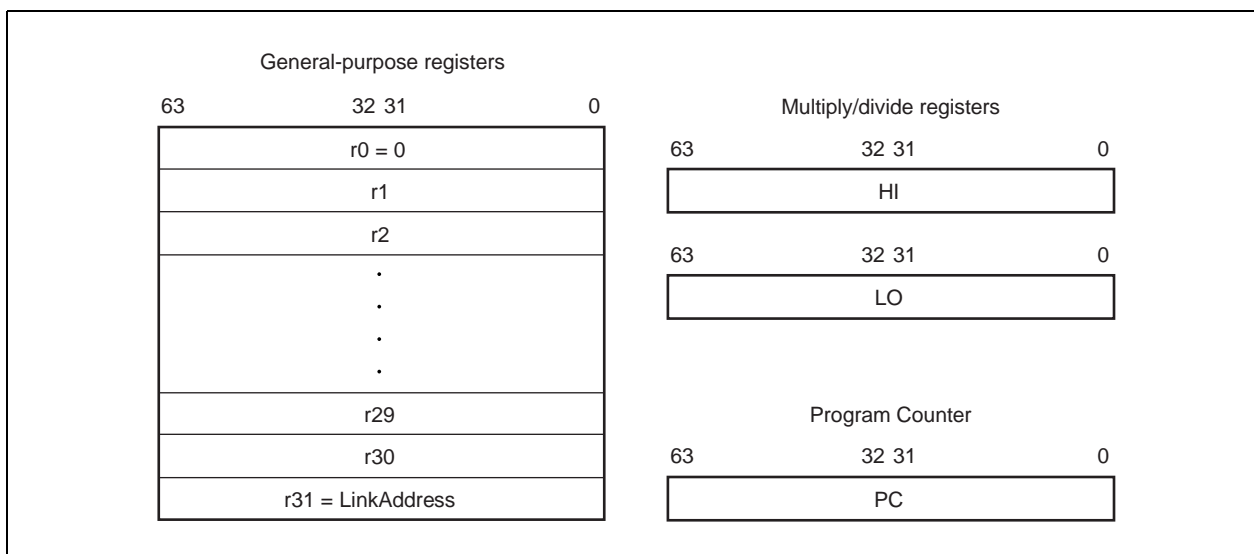 General-purpose registers
63 32 31 0
r0 = 0
r1
r2
.
.
.
.
r29
r30
r31 = LinkAddress
Multiply/divide registers
63 32 31 0
HI
63 32 31 0
LO
Program Counter
63 32 31 0
PC